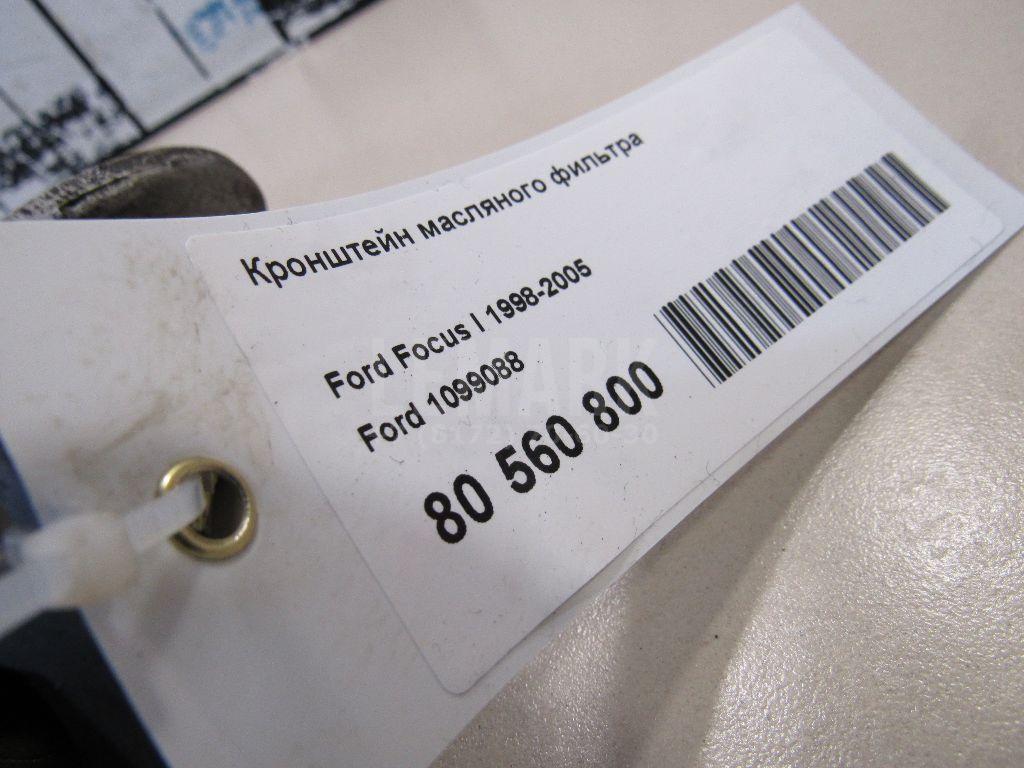 Кронштейн масляного фильтра
Ford Focus I 1998-2005
Ford 1099088
80 560 800